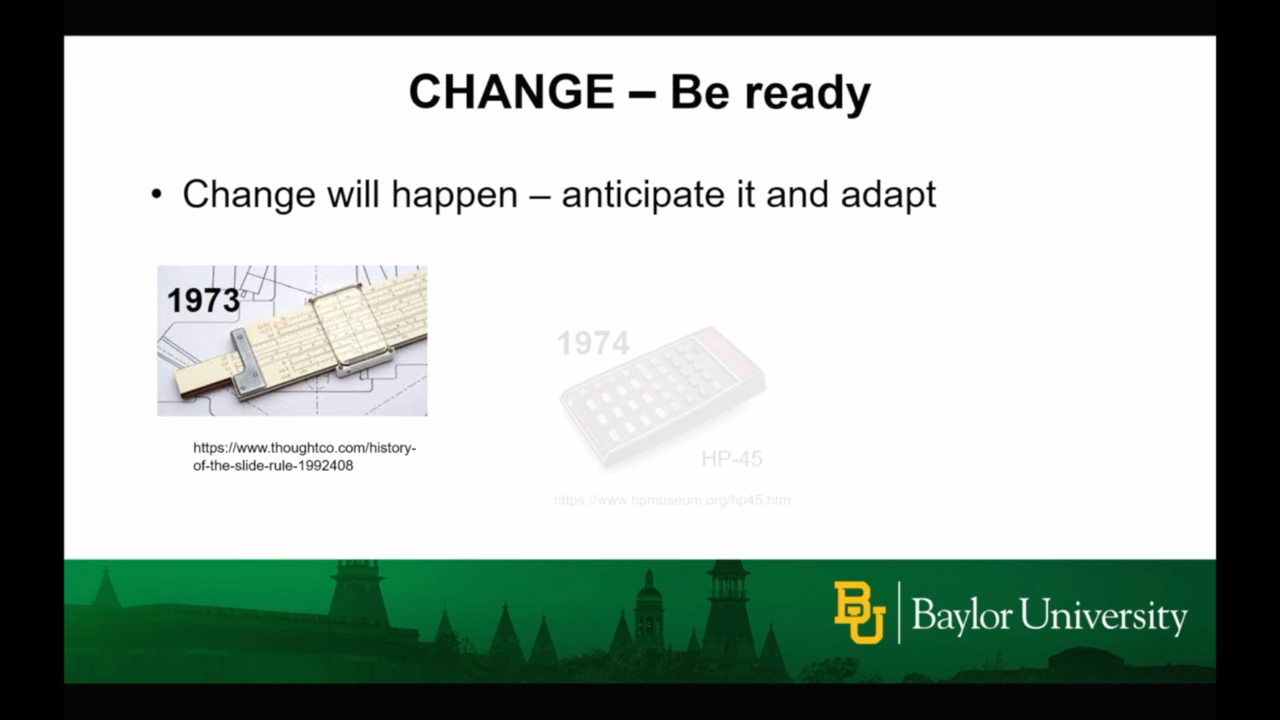 CHANGE – Be ready
• Change will happen – anticipate it and adapt
1973
https://www.thoughtco.com/history-
of-the-slide-rule-1992408
1974
HP-45
https://www.hpmuseum.org/hp45.htm
BU Baylor University